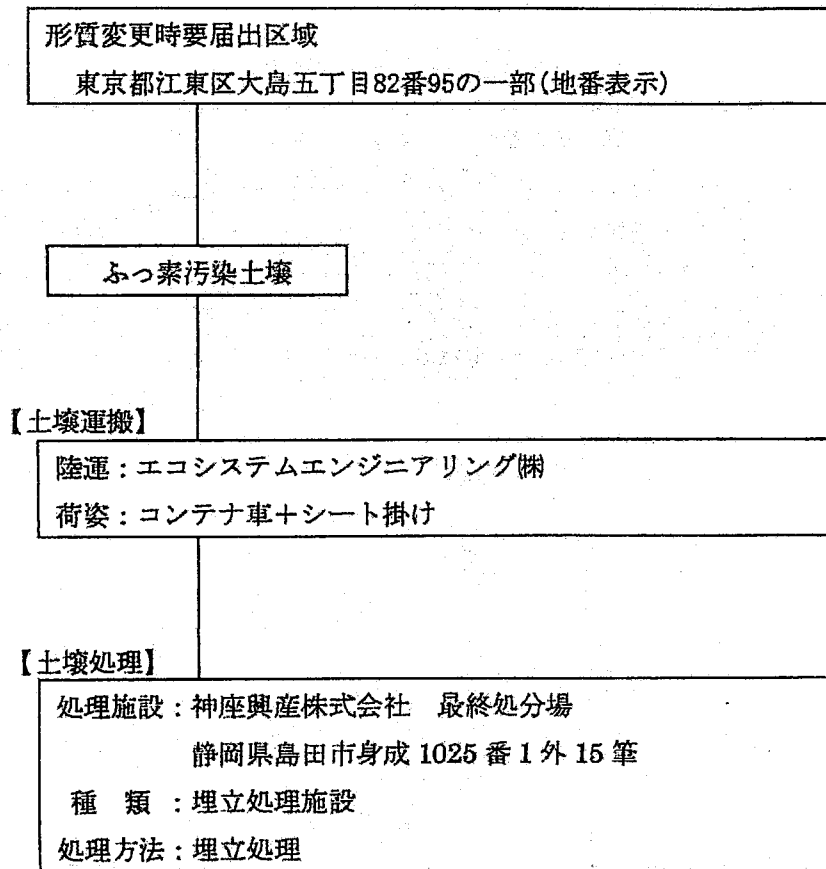 形質変更時要届出区域
東京都江東区大島五丁目82番95の一部(地番表示)
ふっ素汚染土壌
【土壌運搬】
陸運：エコシステムエンジニアリング㈱
荷姿：コンテナ車＋シート掛け
【土壌処理】
処理施設：神座興産株式会社　最終処分場
静岡県島田市身成 1025 番 1 外 15 筆
種　類　：埋立処理施設
処理方法：埋立処理